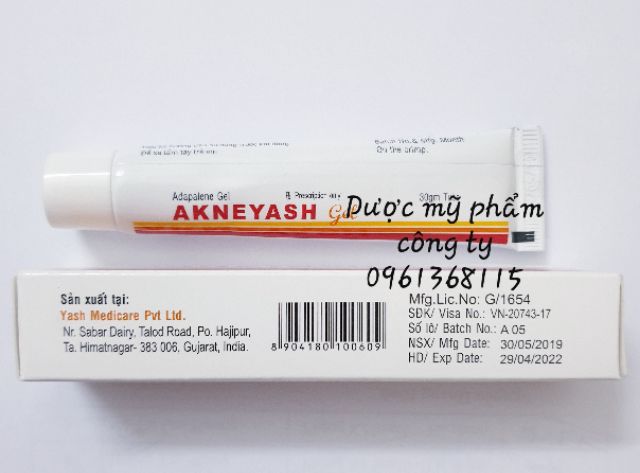 Batch No.& Mfg. Month
On the crimp.
Adapalene Gel
Prescription only
30gm
AKNEYASH Gel
Dược mỹ phẩm
công ty
0961368115
Sản xuất tại:
Yash Medicare Pvt Ltd.
Nr. Sabar Dairy, Talod Road, Po. Hajipur,
Ta. Himatnagar- 383 006, Gujarat, India.
8 904180 100609
Mfg.Lic.No: G/1654
SĐK/ Visa No.: VN-20743-17
Số lô/ Batch No.: A 05
NSX/ Mfg Date: 30/05/2019
HD/ Exp Date: 29/04/2022